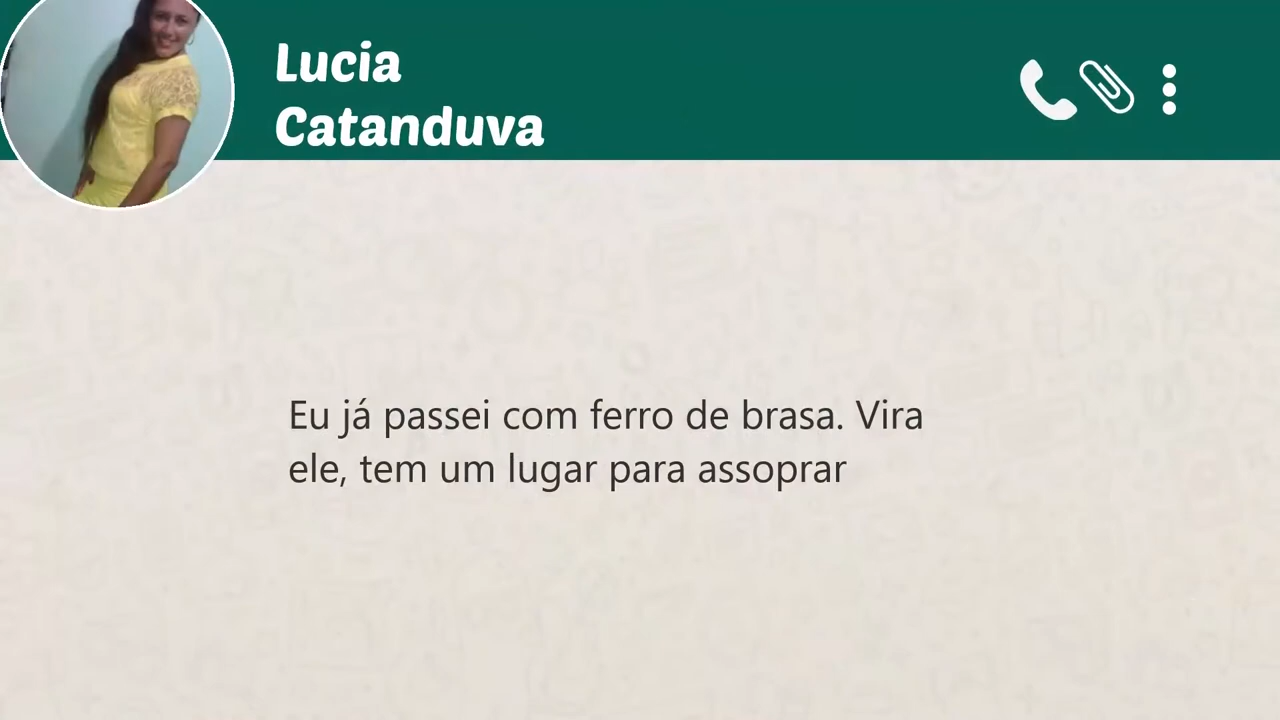 Lucia
Catanduva
Eu já passei com ferro de brasa. Vira
ele, tem um lugar para assoprar